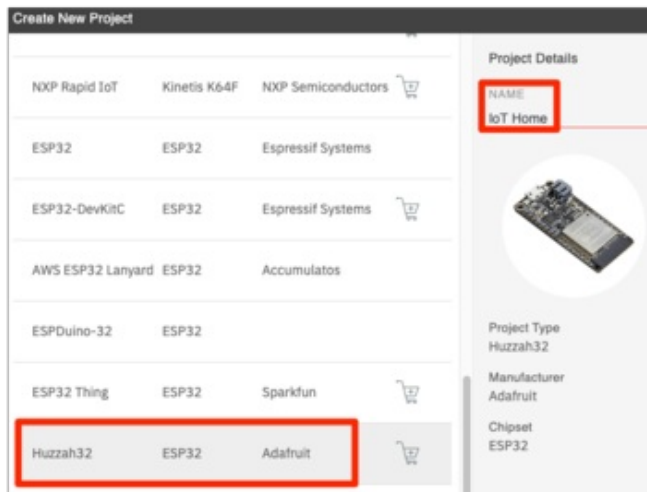 Create New Project
NXP Rapid IoT Kinetis K64F NXP Semiconductors
ESP32 ESP32 Espressif Systems
ESP32-DevKitC ESP32 Espressif Systems
AWS ESP32 Lanyard ESP32 Accumulatos
ESPDuino-32 ESP32
ESP32 Thing ESP32 Sparkfun
Huzzah32 ESP32 Adafruit
Project Details
NAME
IoT Home
Project Type
Huzzah32
Manufacturer
Adafruit
Chipset
ESP32